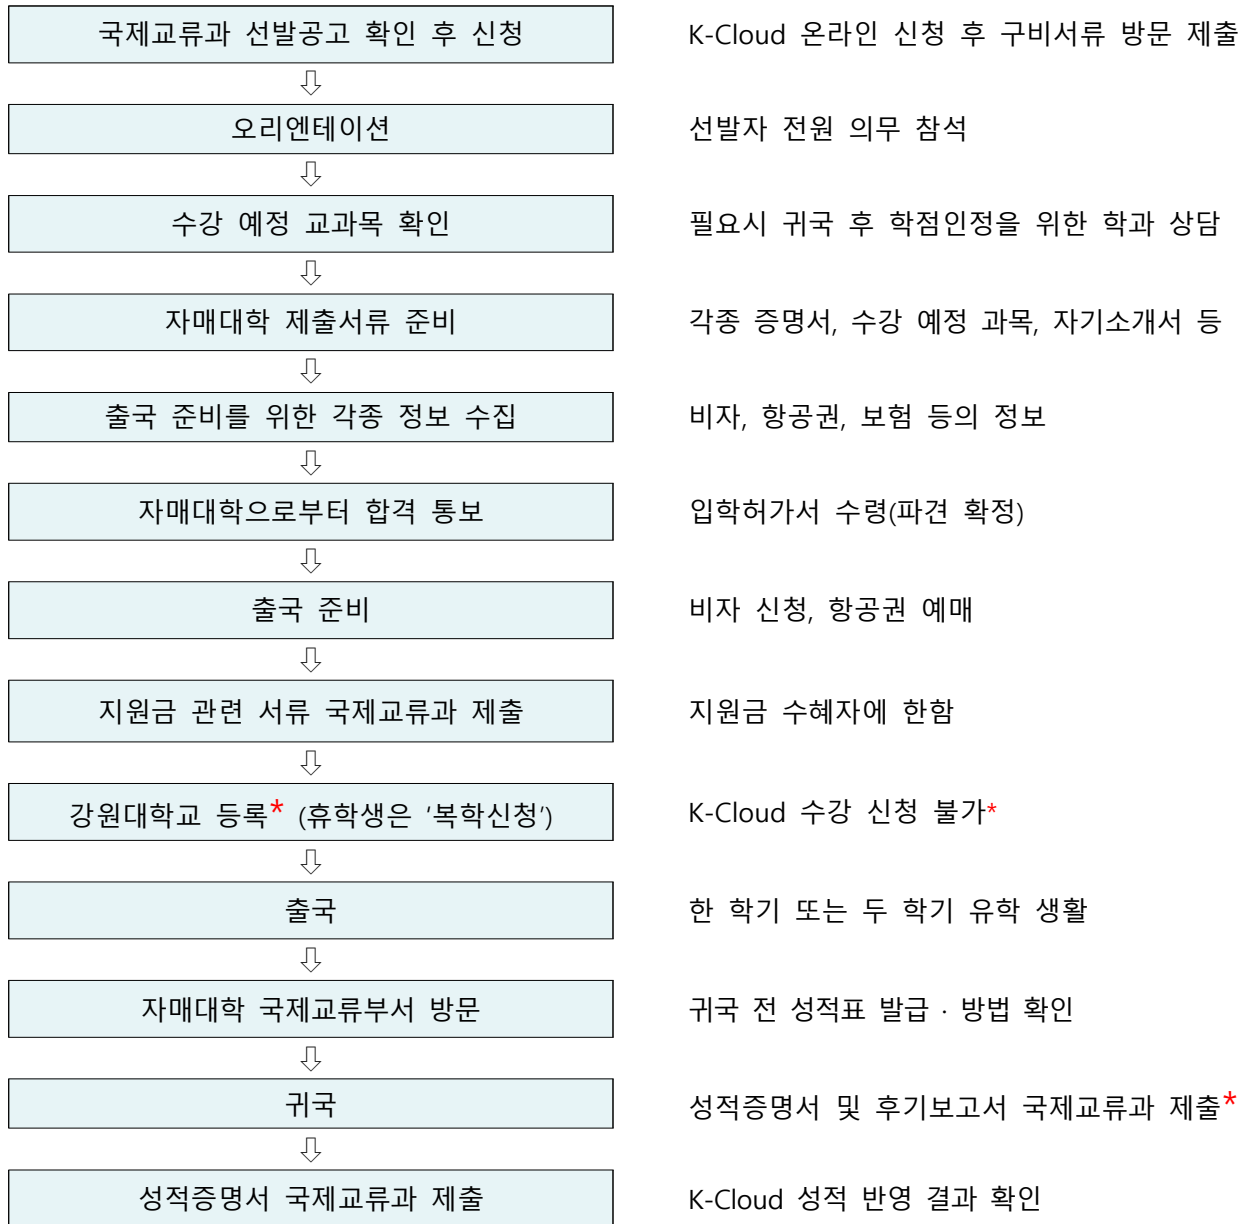 국제교류과 선발공고 확인 후 신청
K-Cloud 온라인 신청 후 구비서류 방문 제출
오리엔테이션
선발자 전원 의무 참석
수강 예정 교과목 확인
필요시 귀국 후 학점인정을 위한 학과 상담
자매대학 제출서류 준비
각종 증명서, 수강 예정 과목, 자기소개서 등
출국 준비를 위한 각종 정보 수집
비자, 항공권, 보험 등의 정보
자매대학으로부터 합격 통보
입학허가서 수령(파견 확정)
출국 준비
비자 신청, 항공권 예매
지원금 관련 서류 국제교류과 제출
지원금 수혜자에 한함
강원대학교 등록* (휴학생은 ‘복학신청’)
K-Cloud 수강 신청 불가*
출국
한 학기 또는 두 학기 유학 생활
자매대학 국제교류부서 방문
귀국 전 성적표 발급 · 방법 확인
귀국
성적증명서 및 후기보고서 국제교류과 제출*
성적증명서 국제교류과 제출
K-Cloud 성적 반영 결과 확인